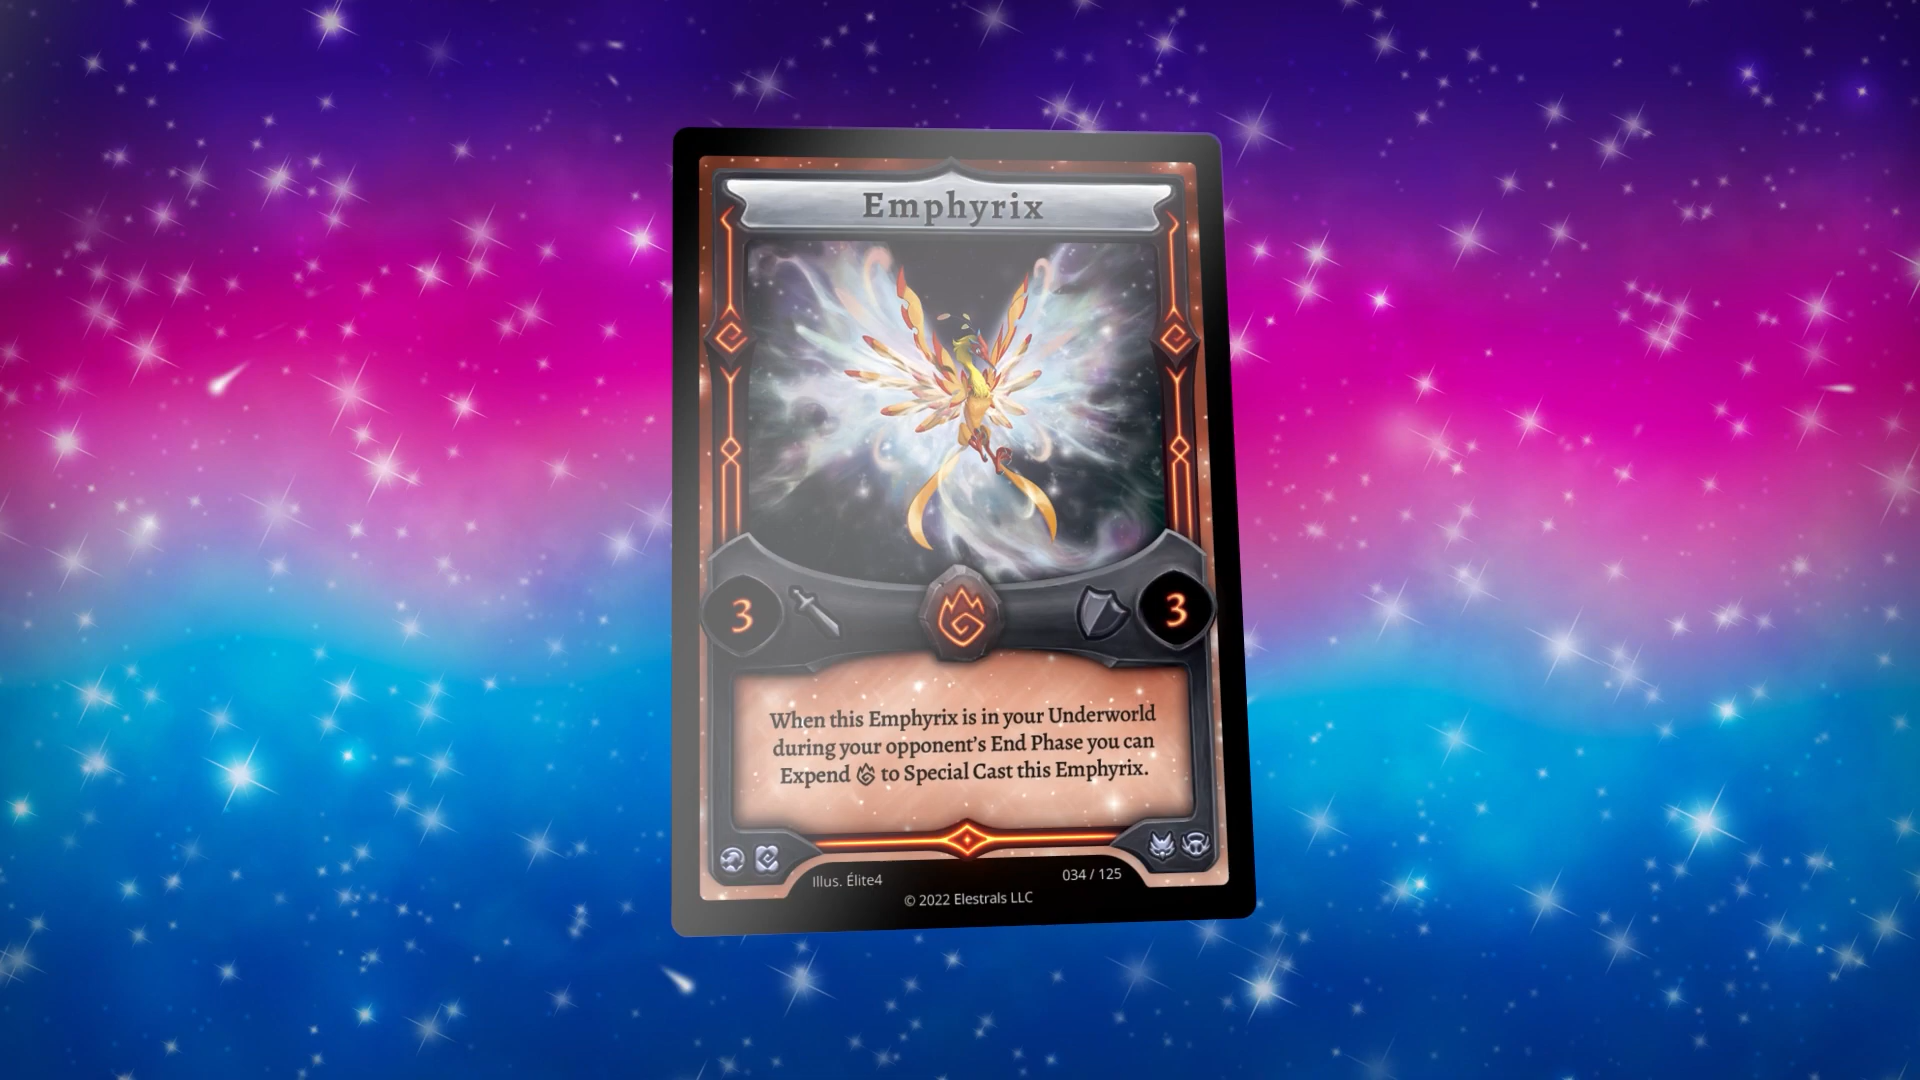 Emphyrix
3
3
When this Emphyrix is in your Underworld
during your opponent's End Phase you can
Expend to Special Cast this Emphyrix.
Illus. Élite4
034 / 125
© 2022 Elestrals LLC